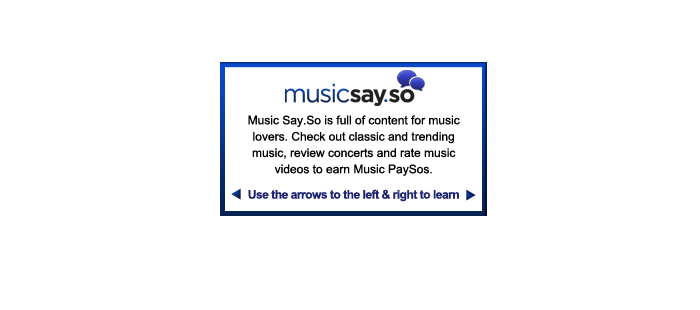 musicsay.so
Music Say.So is full of content for music
lovers. Check out classic and trending
music, review concerts and rate music
videos to earn Music PaySos.
Use the arrows to the left & right to learn